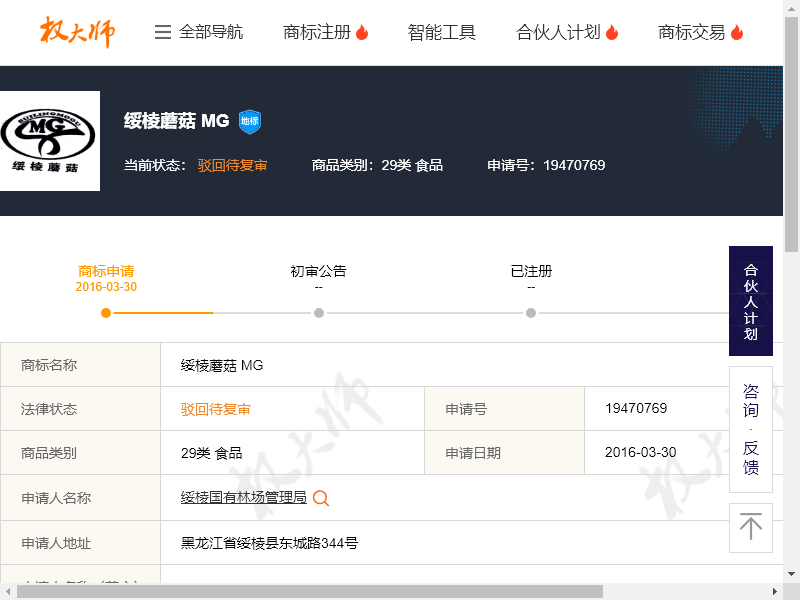 权大师 全部导航 商标注册 智能工具 合伙人计划 商标交易
SUILINGMOGU
MG
绥棱蘑菇
绥棱蘑菇 MG 地标
当前状态: 驳回待复审 商品类别: 29类 食品 申请号: 19470769
商标申请 初审公告 已注册
2016-03-30 -- --
合伙人计划
商标名称 绥棱蘑菇 MG
法律状态 驳回待复审 申请号 19470769
商品类别 29类 食品 申请日期 2016-03-30
咨询·反馈
申请人名称 绥棱国有林场管理局
申请人地址 黑龙江省绥棱县东城路344号
权大师
权大